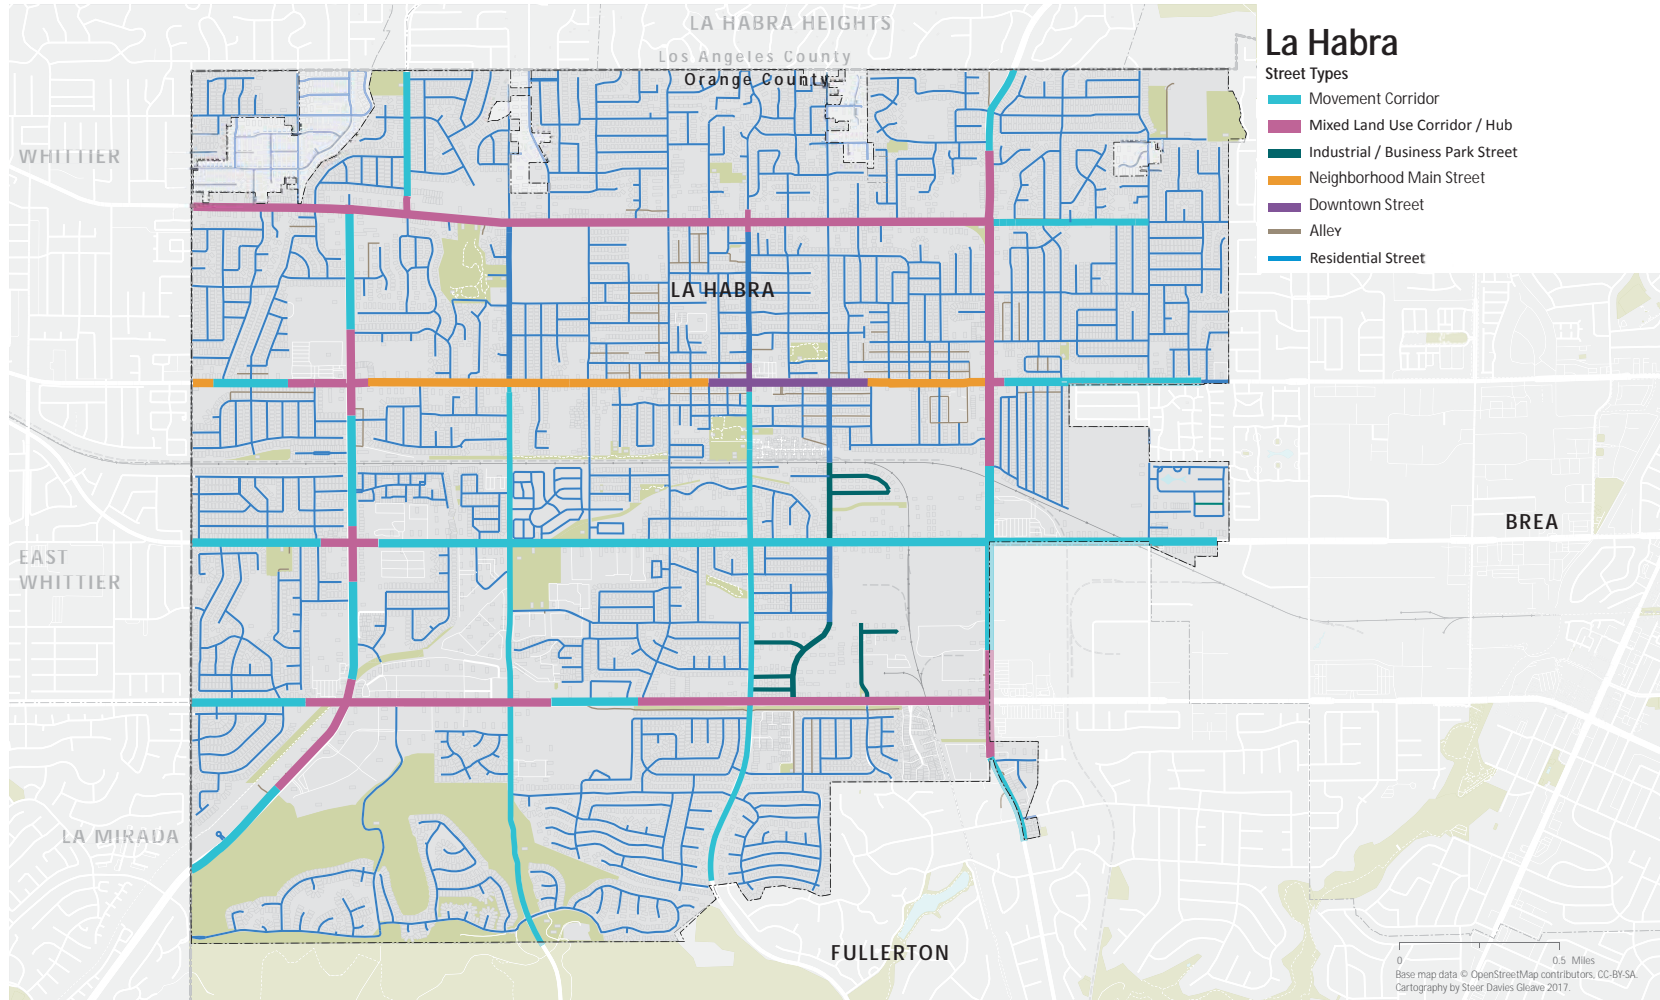 LA HABRA HEIGHTS
Los Angeles County
Orange County
La Habra
Street Types
Movement Corridor
Mixed Land Use Corridor / Hub
Industrial / Business Park Street
Neighborhood Main Street
Downtown Street
Alley
Residential Street
WHITTIER
LA HABRA
BREA
EAST
WHITTIER
LA MIRADA
FULLERTON
0 0.5 Miles
Base map data © OpenStreetMap contributors, CC-BY-SA.
Cartography by Steer Davies Gleave 2017.